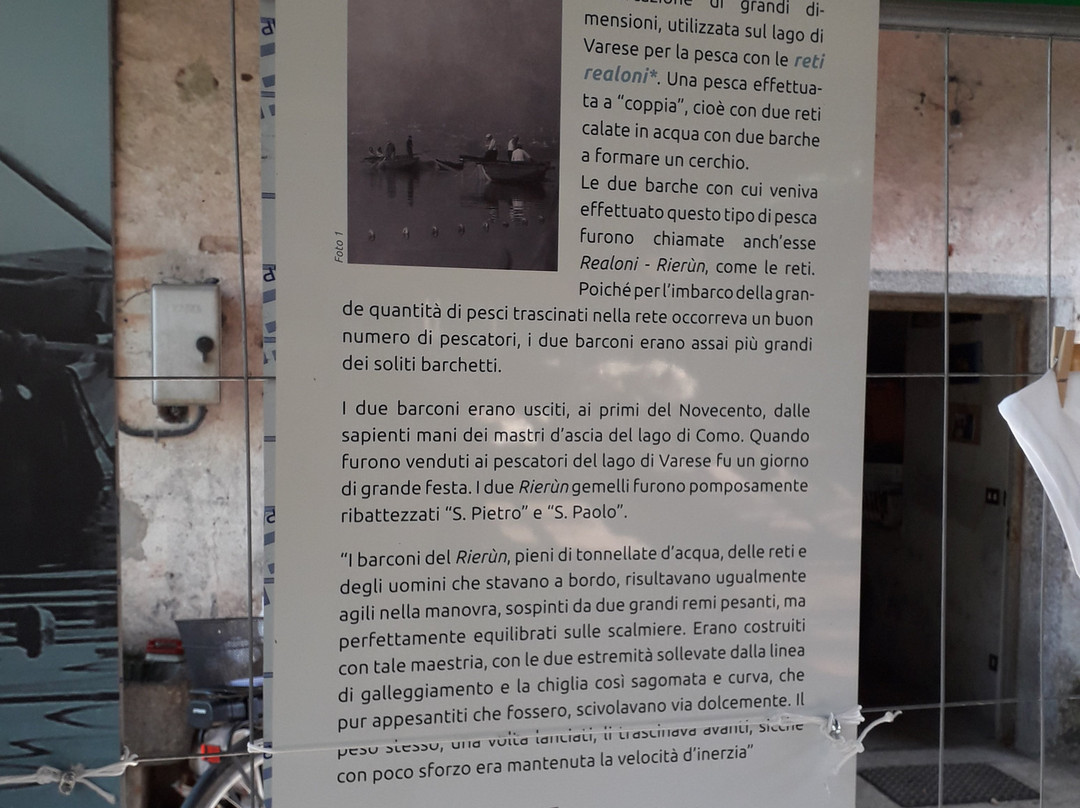 di grandi di-
mensioni, utilizzata sul lago di
Varese per la pesca con le reti
realoni*. Una pesca effettua-
ta a “coppia”, cioè con due reti
calate in acqua con due barche
a formare un cerchio.
Le due barche con cui veniva
effettuato questo tipo di pesca
furono chiamate anch’esse
Realoni - Rierùn, come le reti.
Poiché per l’imbarco della gran-
de quantità di pesci trascinati nella rete occorreva un buon
numero di pescatori, i due barconi erano assai più grandi
dei soliti barchetti.
I due barconi erano usciti, ai primi del Novecento, dalle
sapienti mani dei mastri d’ascia del lago di Como. Quando
furono venduti ai pescatori del lago di Varese fu un giorno
di grande festa. I due Rierùn gemelli furono pomposamente
ribattezzati “S. Pietro” e “S. Paolo”.
“I barconi del Rierùn, pieni di tonnellate d’acqua, delle reti e
degli uomini che stavano a bordo, risultavano ugualmente
agili nella manovra, sospinti da due grandi remi pesanti, ma
perfettamente equilibrati sulle scalmiere. Erano costruiti
con tale maestria, con le due estremità sollevate dalla linea
di galleggiamento e la chiglia così sagomata e curva, che
pur appesantiti che fossero, scivolavano via dolcemente. Il
peso stesso, una volta lanciati, li trascinava avanti, sicché
con poco sforzo era mantenuta la velocità d’inerzia”
Foto 1